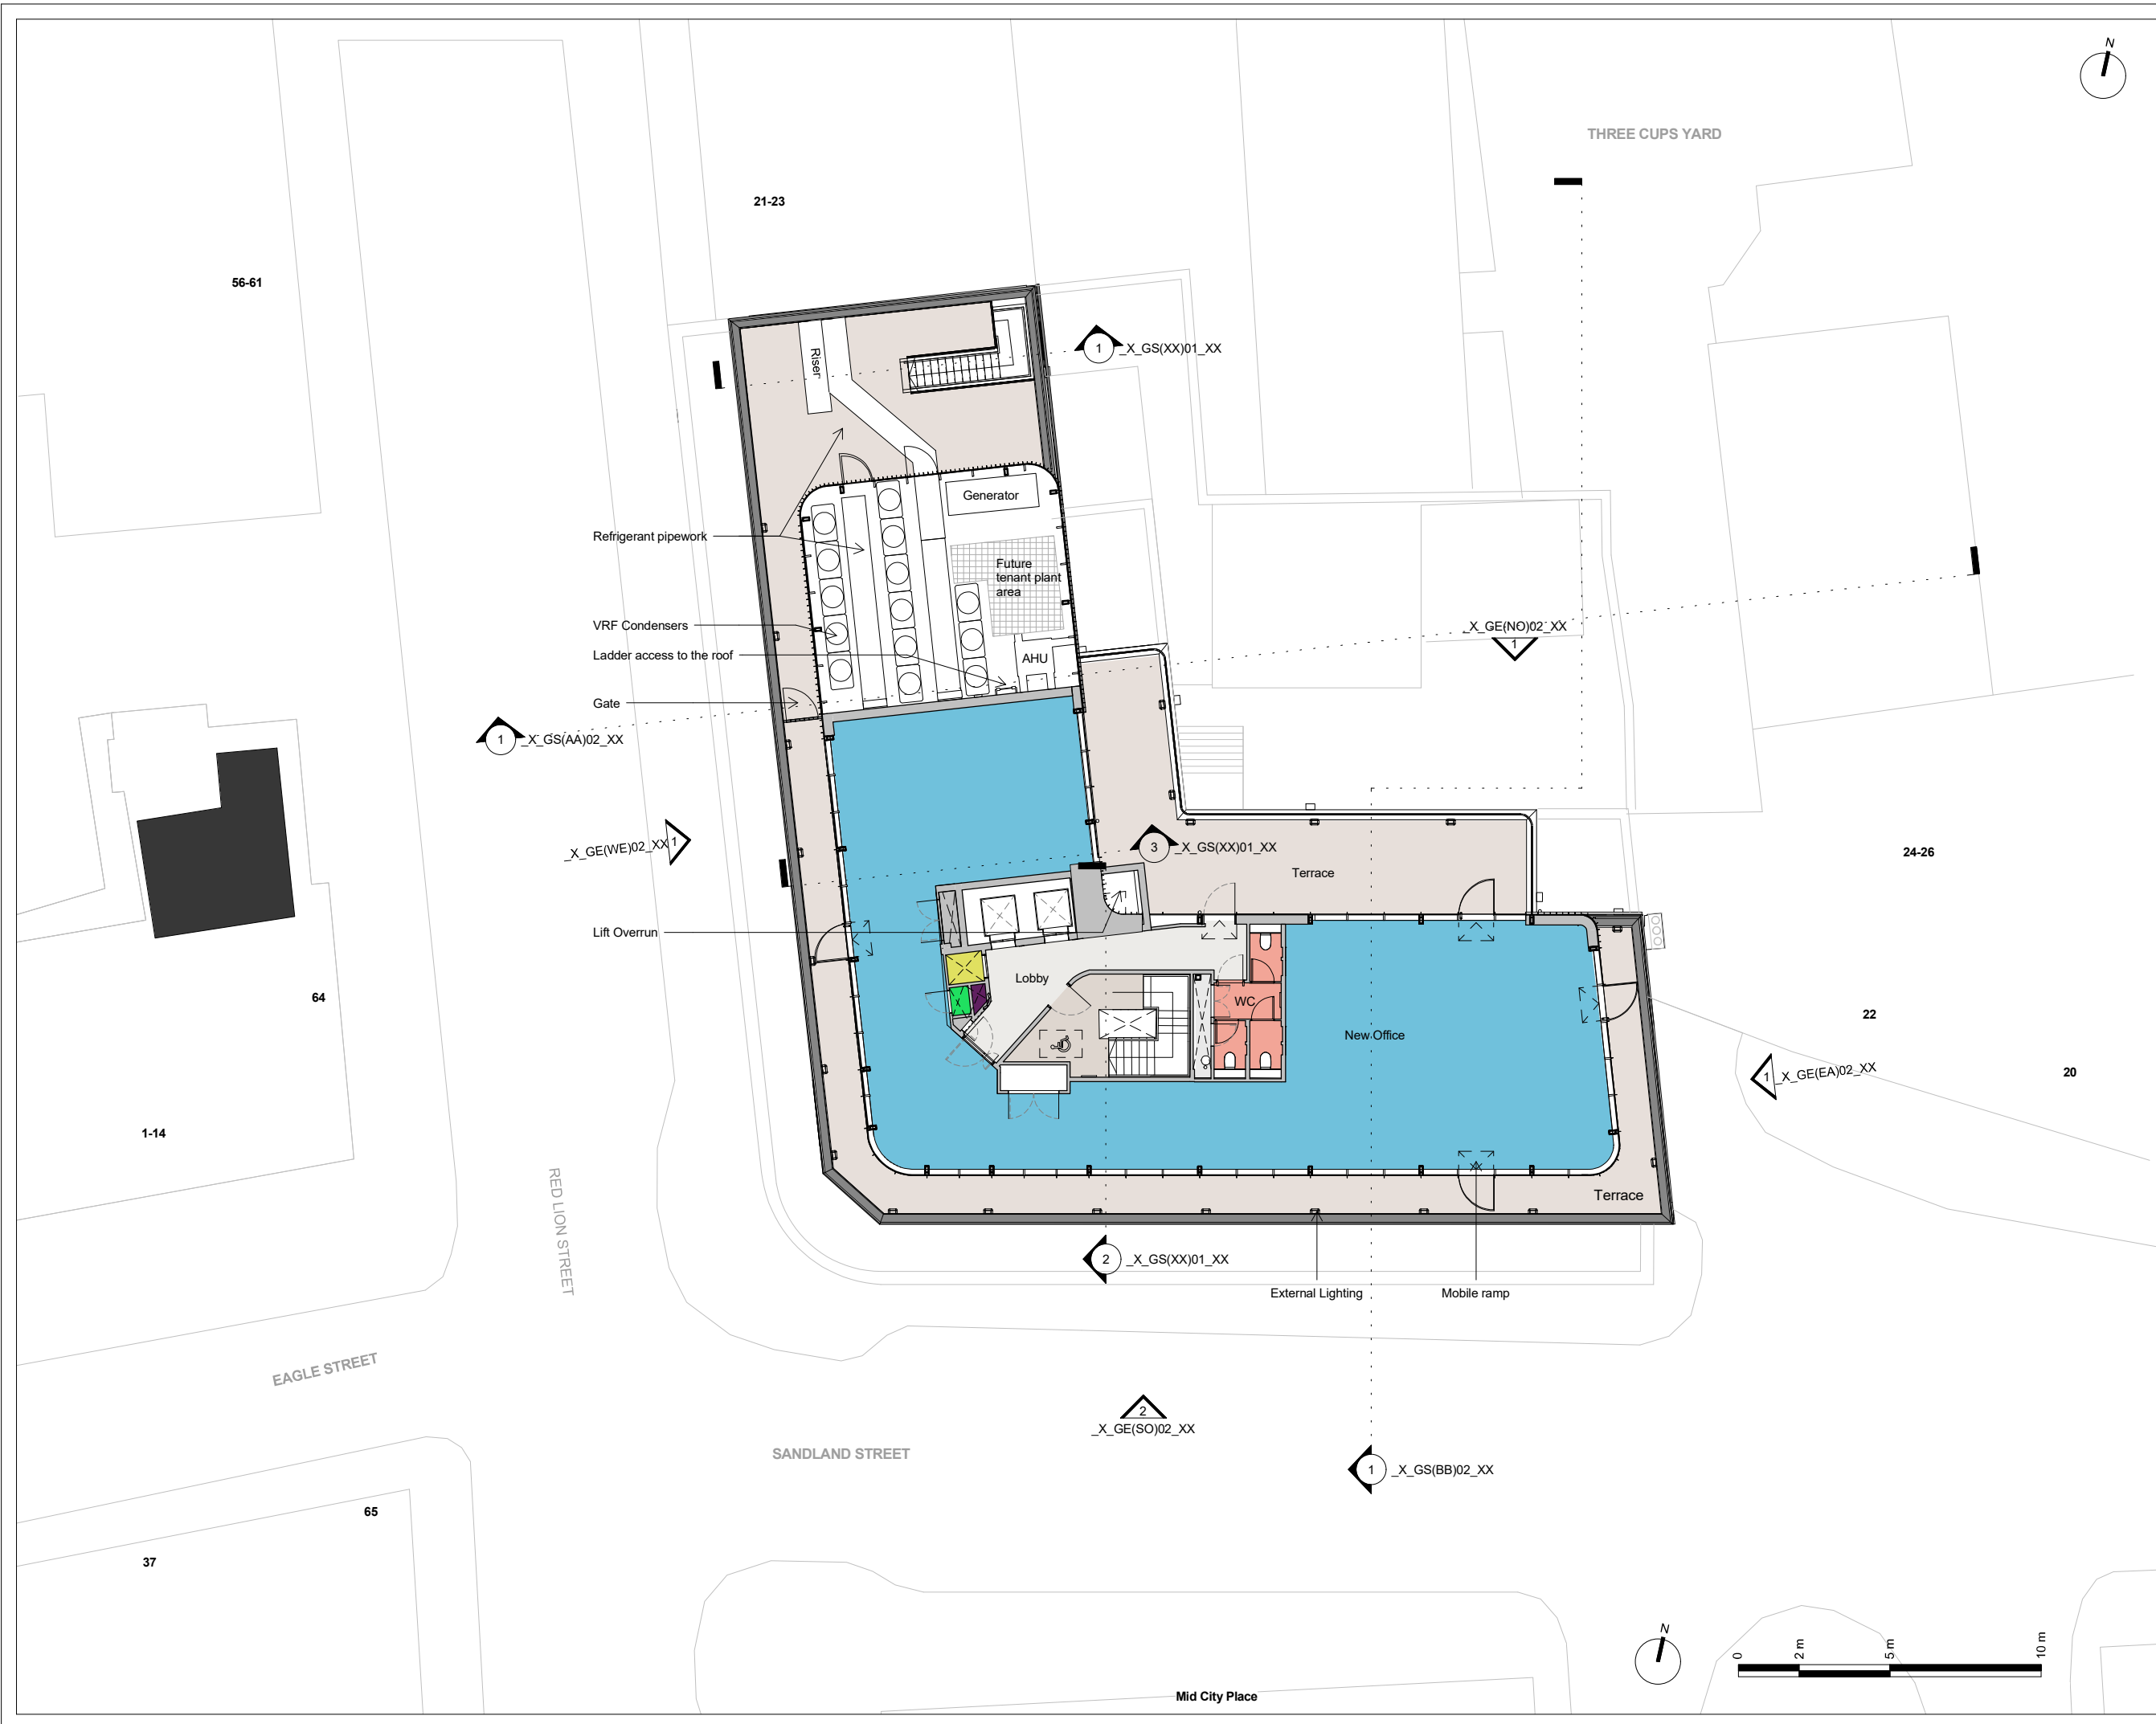 N
THREE CUPS YARD
21-23
56-61
1
_X_GS(XX)01_XX
Riser
Generator
Refrigerant pipework
Future
tenant plant
area
VRF Condensers
_X_GE(NO)02_XX
1
Ladder access to the roof
AHU
Gate
1
_X_GS(AA)02_XX
_X_GE(WE)02_XX
1
3
_X_GS(XX)01_XX
24-26
Terrace
Lift Overrun
Lobby
64
WC
22
New Office
20
1
_X_GE(EA)02_XX
1-14
RED LION STREET
Terrace
2
_X_GS(XX)01_XX
External Lighting
Mobile ramp
EAGLE STREET
2
_X_GE(SO)02_XX
SANDLAND STREET
1
_X_GS(BB)02_XX
65
37
N
0
2 m
5 m
10 m
Mid City Place